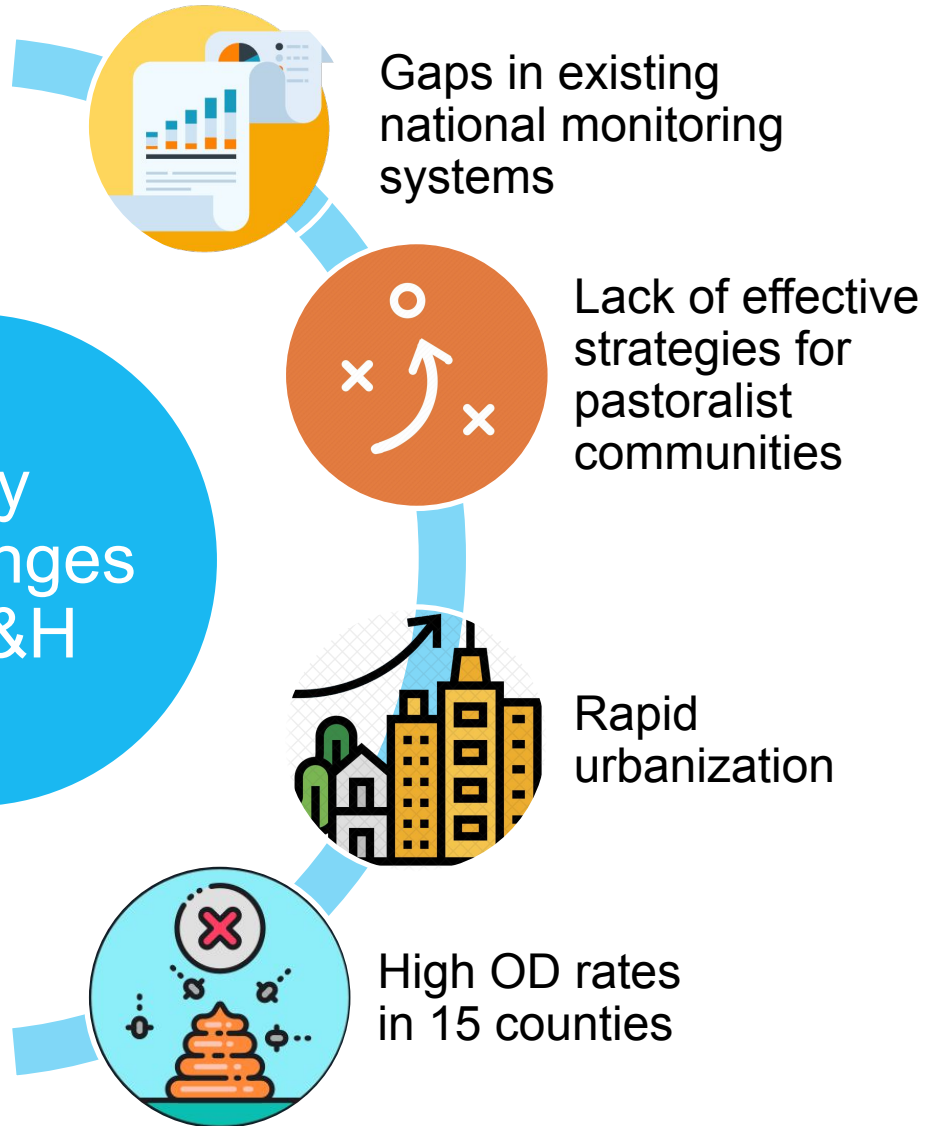 Gaps in existing
national monitoring
systems
Lack of effective
strategies for
pastoralist
communities
y
nges
&H
Rapid
urbanization
High OD rates
in 15 counties